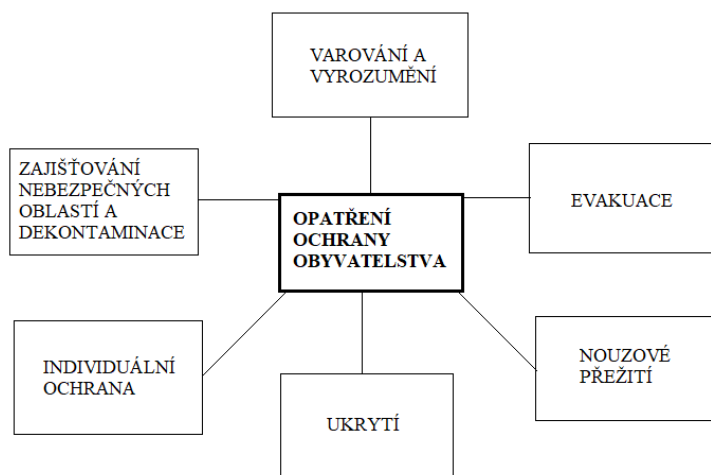 VAROVÁNÍ A
VYROZUMĚNÍ
ZAJIŠŤOVÁNÍ
NEBEZPEČNÝCH
OBLASTÍ A
DEKONTAMINACE
EVAKUACE
OPATŘENÍ
OCHRANY
OBYVATELSTVA
INDIVIDUÁLNÍ
OCHRANA
NOUZOVÉ
PŘEŽITÍ
UKRYTÍ